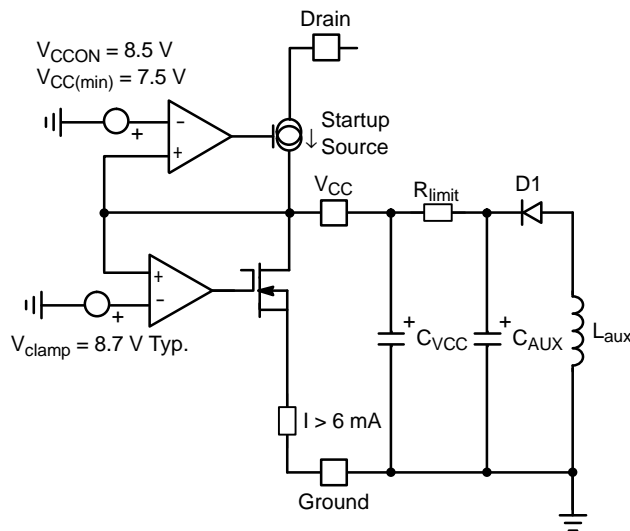 Drain
V_CCON = 8.5 V
V_CC(min) = 7.5 V
−
+
+
Startup
Source
↓
V_CC
R_limit
D1
+
−
+
V_clamp = 8.7 V Typ.
+
C_VCC
+
C_AUX
L_aux
I > 6 mA
Ground